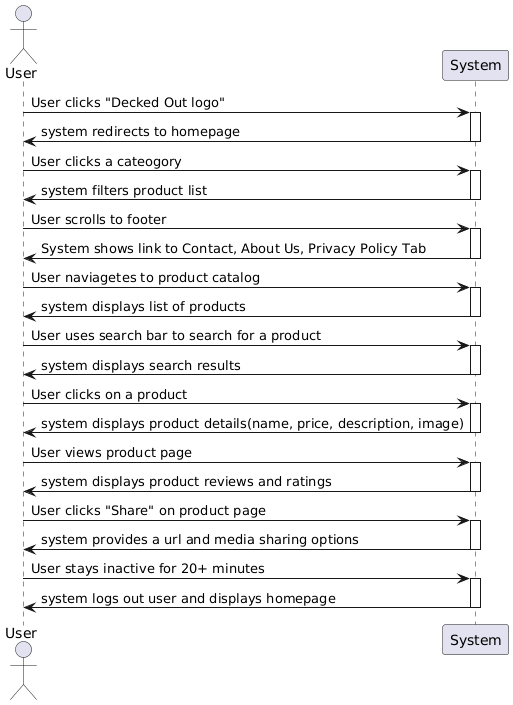 User
System
User clicks "Decked Out logo"
system redirects to homepage
User clicks a cateogory
system filters product list
User scrolls to footer
System shows link to Contact, About Us, Privacy Policy Tab
User naviagetes to product catalog
system displays list of products
User uses search bar to search for a product
system displays search results
User clicks on a product
system displays product details(name, price, description, image)
User views product page
system displays product reviews and ratings
User clicks "Share" on product page
system provides a url and media sharing options
User stays inactive for 20+ minutes
system logs out user and displays homepage
User
System